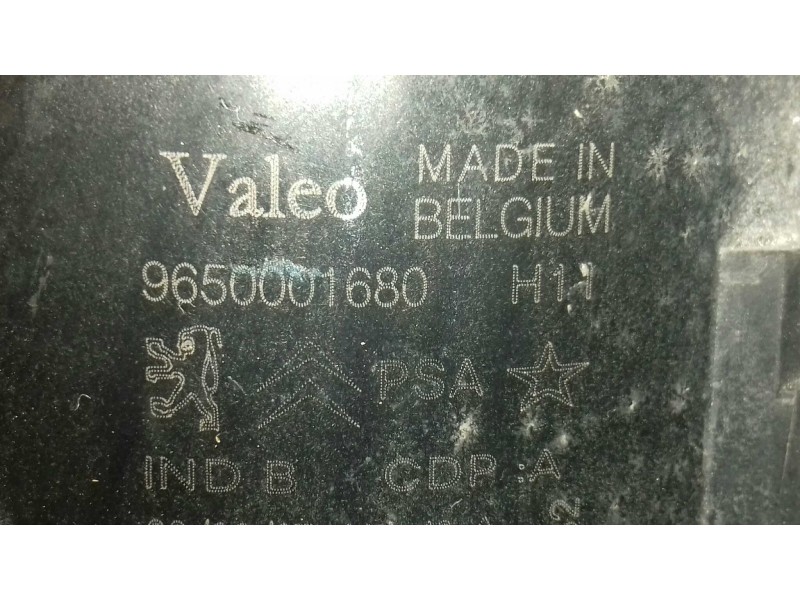 Valeo
MADE IN
BELGIUM
9650001680 H11
PSA
IND B CDP:A